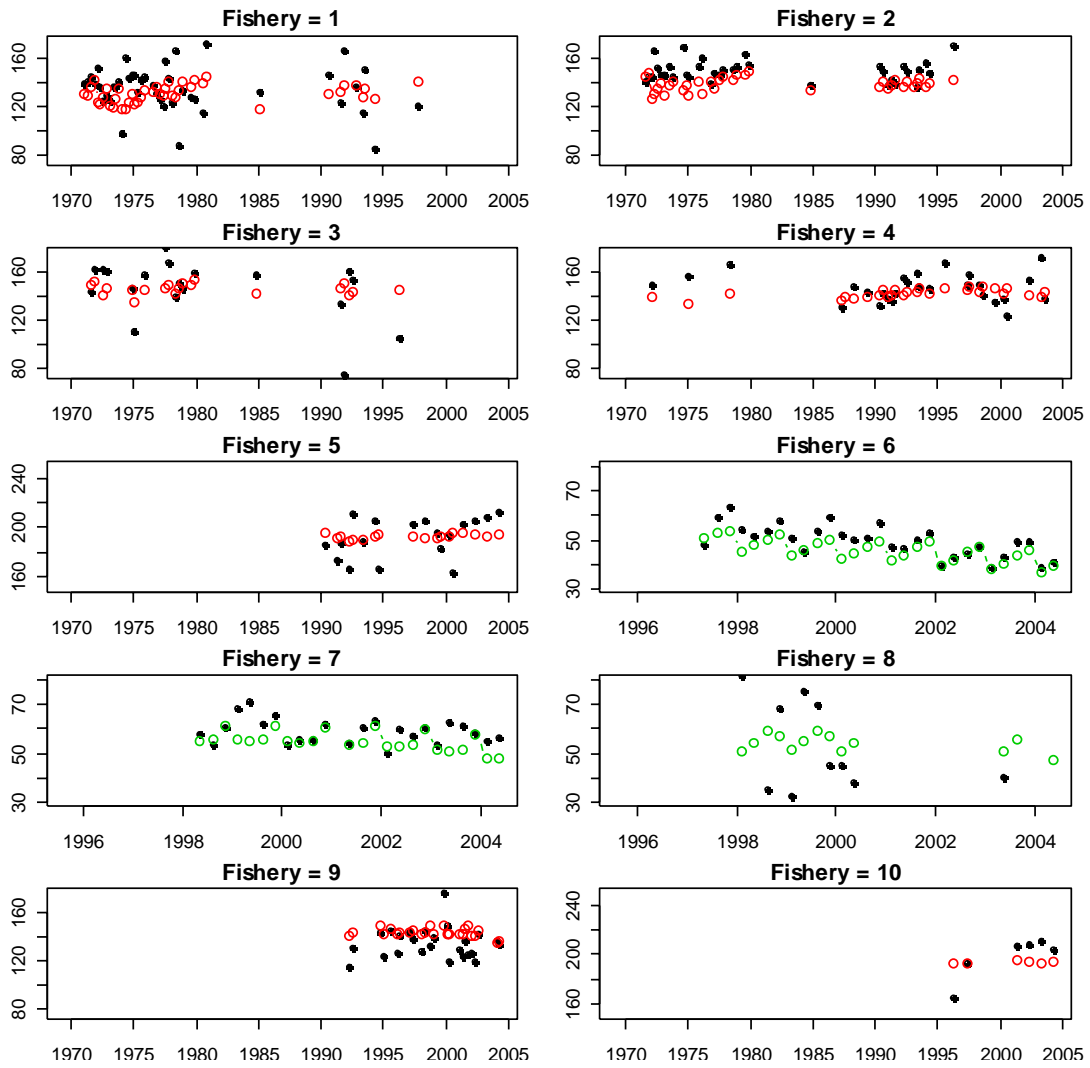 Fishery = 1
80 120 160
1970 1975 1980 1985 1990 1995 2000 2005
Fishery = 2
80 120 160
1970 1975 1980 1985 1990 1995 2000 2005
Fishery = 3
80 120 160
1970 1975 1980 1985 1990 1995 2000 2005
Fishery = 4
80 120 160
1970 1975 1980 1985 1990 1995 2000 2005
Fishery = 5
160 200 240
1970 1975 1980 1985 1990 1995 2000 2005
Fishery = 6
30 50 70
1996 1998 2000 2002 2004
Fishery = 7
30 50 70
1996 1998 2000 2002 2004
Fishery = 8
30 50 70
1996 1998 2000 2002 2004
Fishery = 9
80 120 160
1970 1975 1980 1985 1990 1995 2000 2005
Fishery = 10
160 200 240
1970 1975 1980 1985 1990 1995 2000 2005